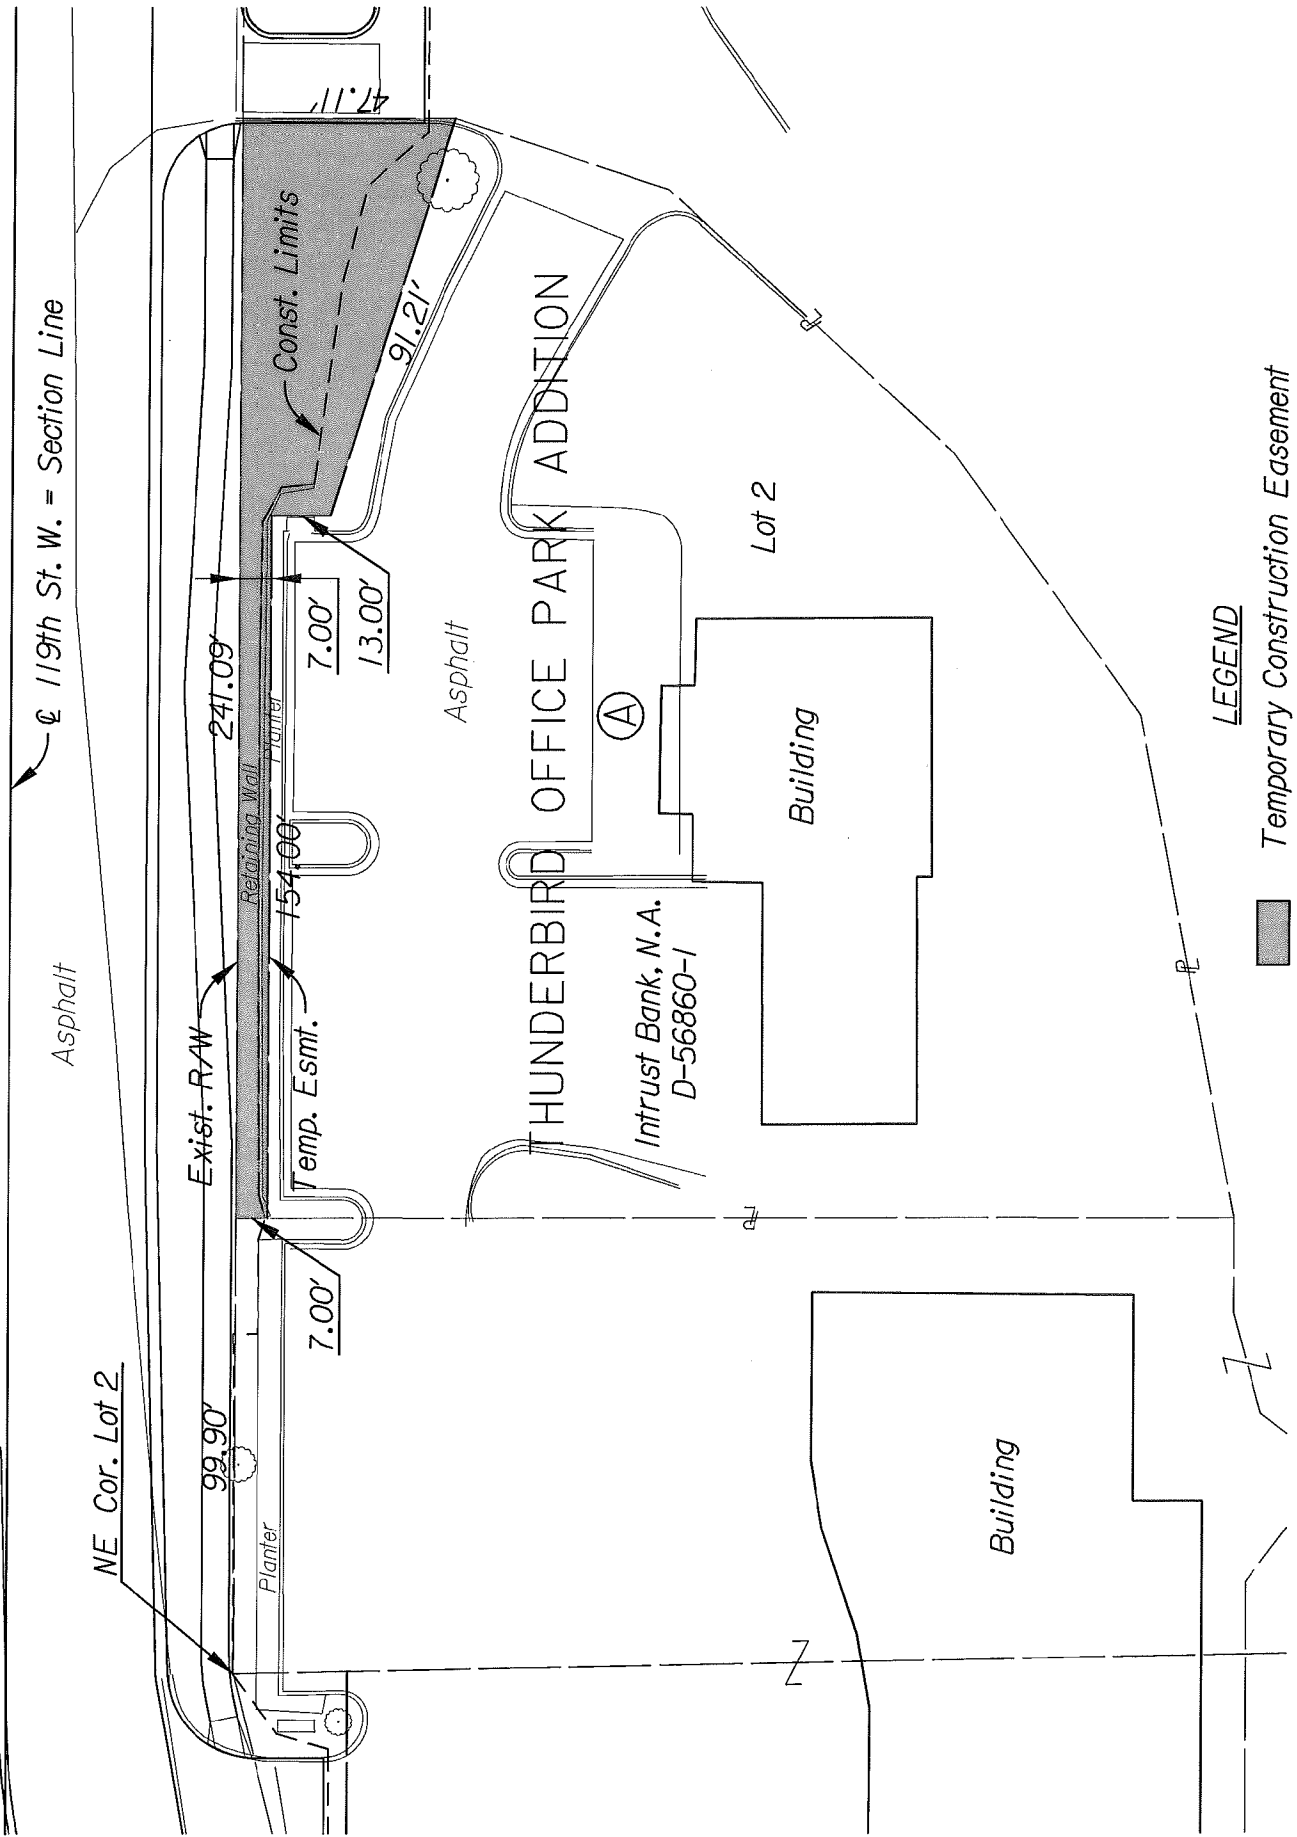 ℄ 119th St. W. = Section Line
Asphalt
NE Cor. Lot 2
99.90'
Exist. R/W
241.09'
Retaining Wall
Planter
Planter
154.00'
Temp. Esmt.
7.00'
7.00'
13.00'
Const. Limits
47.11'
91.21'
Asphalt
THUNDERBIRD OFFICE PARK ADDITION
A
Intrust Bank, N.A.
D-56860-1
Lot 2
Building
Building
℄
℄
℄
LEGEND
Temporary Construction Easement